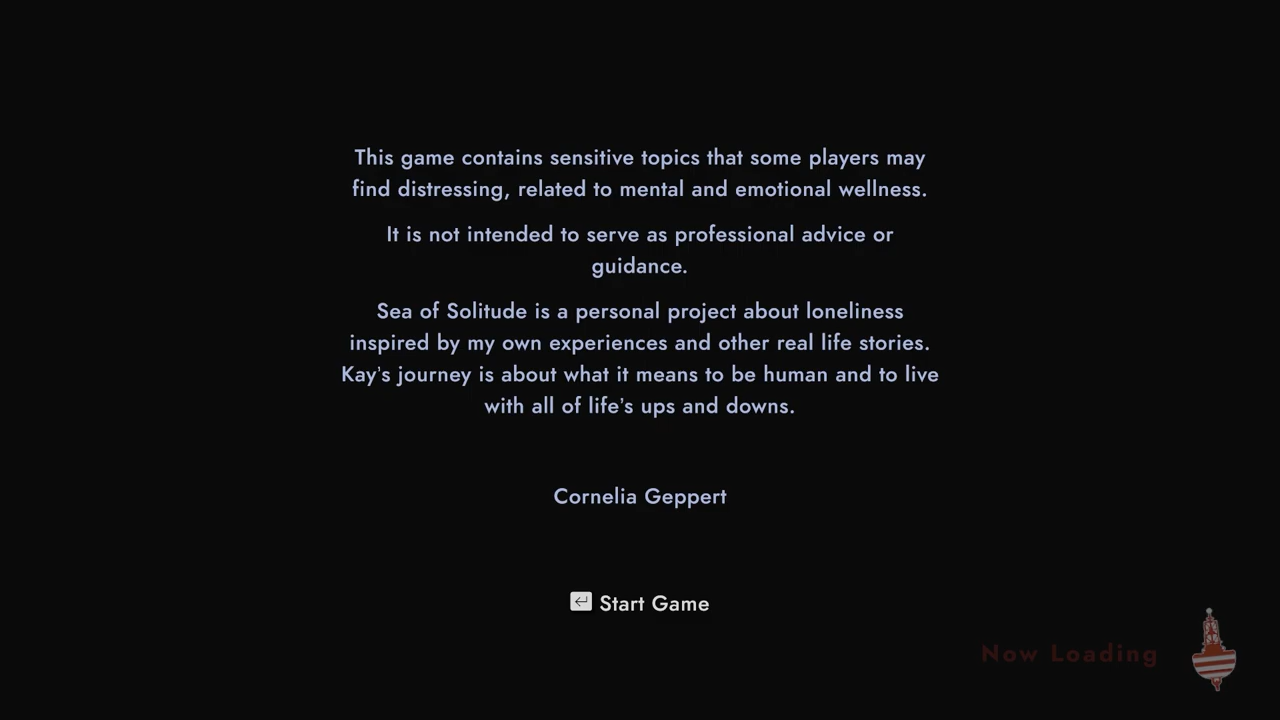 This game contains sensitive topics that some players may
find distressing, related to mental and emotional wellness.
It is not intended to serve as professional advice or
guidance.
Sea of Solitude is a personal project about loneliness
inspired by my own experiences and other real life stories.
Kay's journey is about what it means to be human and to live
with all of life's ups and downs.
Cornelia Geppert
Start Game
Now Loading